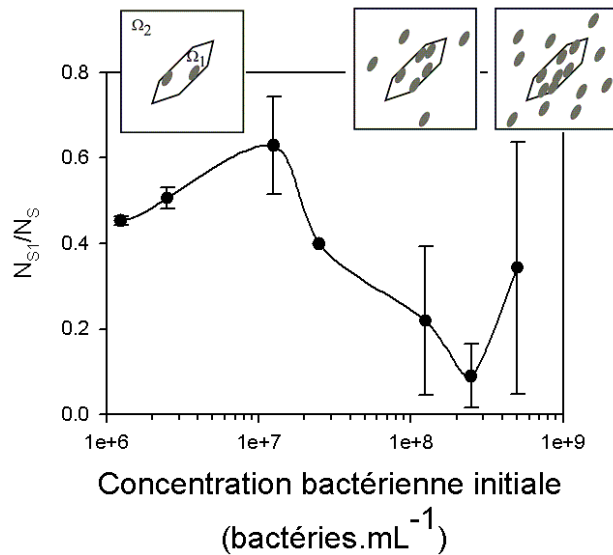 Ω2
Ω1
0.8
0.6
0.4
0.2
0.0
NS1/NS
1e+6 1e+7 1e+8 1e+9
Concentration bactérienne initiale
(bactéries.mL-1)